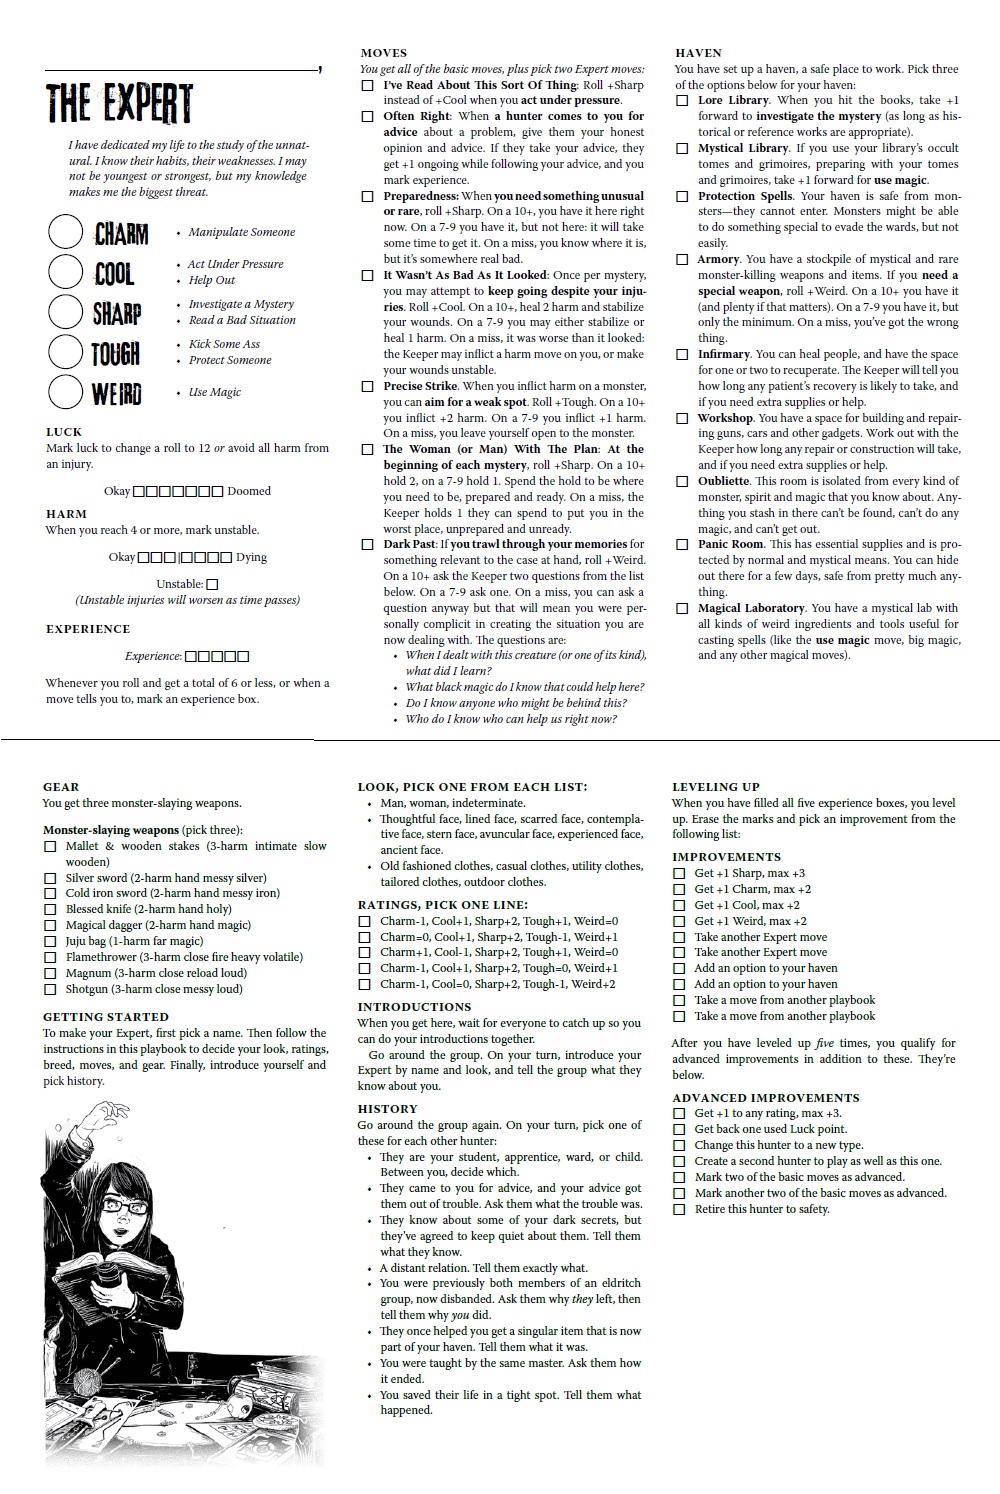 ,
THE EXPERT
I have dedicated my life to the study of the unnat-
ural. I know their habits, their weaknesses. I may
not be youngest or strongest, but my knowledge
makes me the biggest threat.
CHARM
• Manipulate Someone
COOL
• Act Under Pressure
• Help Out
SHARP
• Investigate a Mystery
• Read a Bad Situation
TOUGH
• Kick Some Ass
• Protect Someone
WEIRD
• Use Magic
LUCK
Mark luck to change a roll to 12 or avoid all harm from
an injury.
Okay □□□□□□□ Doomed
HARM
When you reach 4 or more, mark unstable.
Okay □□□|□□□□ Dying
Unstable: □
(Unstable injuries will worsen as time passes)
EXPERIENCE
Experience: □□□□□
Whenever you roll and get a total of 6 or less, or when a
move tells you to, mark an experience box.
MOVES
You get all of the basic moves, plus pick two Expert moves:
□ I've Read About This Sort Of Thing: Roll +Sharp
instead of +Cool when you act under pressure.
□ Often Right: When a hunter comes to you for
advice about a problem, give them your honest
opinion and advice. If they take your advice, they
get +1 ongoing while following your advice, and you
mark experience.
□ Preparedness: When you need something unusual
or rare, roll +Sharp. On a 10+, you have it here right
now. On a 7-9 you have it, but not here: it will take
some time to get it. On a miss, you know where it is,
but it's somewhere real bad.
□ It Wasn't As Bad As It Looked: Once per mystery,
you may attempt to keep going despite your inju-
ries. Roll +Cool. On a 10+, heal 2 harm and stabilize
your wounds. On a 7-9 you may either stabilize or
heal 1 harm. On a miss, it was worse than it looked:
the Keeper may inflict a harm move on you, or make
your wounds unstable.
□ Precise Strike. When you inflict harm on a monster,
you can aim for a weak spot. Roll +Tough. On a 10+
you inflict +2 harm. On a 7-9 you inflict +1 harm.
On a miss, you leave yourself open to the monster.
□ The Woman (or Man) With The Plan: At the
beginning of each mystery, roll +Sharp. On a 10+
hold 2, on a 7-9 hold 1. Spend the hold to be where
you need to be, prepared and ready. On a miss, the
Keeper holds 1 they can spend to put you in the
worst place, unprepared and unready.
□ Dark Past: If you trawl through your memories for
something relevant to the case at hand, roll +Weird.
On a 10+ ask the Keeper two questions from the list
below. On a 7-9 ask one. On a miss, you can ask a
question anyway but that will mean you were per-
sonally complicit in creating the situation you are
now dealing with. The questions are:
• When I dealt with this creature (or one of its kind),
what did I learn?
• What black magic do I know that could help here?
• Do I know anyone who might be behind this?
• Who do I know who can help us right now?
HAVEN
You have set up a haven, a safe place to work. Pick three
of the options below for your haven:
□ Lore Library. When you hit the books, take +1
forward to investigate the mystery (as long as his-
torical or reference works are appropriate).
□ Mystical Library. If you use your library's occult
tomes and grimoires, preparing with your tomes
and grimoires, take +1 forward for use magic.
□ Protection Spells. Your haven is safe from mon-
sters—they cannot enter. Monsters might be able
to do something special to evade the wards, but not
easily.
□ Armory. You have a stockpile of mystical and rare
monster-killing weapons and items. If you need a
special weapon, roll +Weird. On a 10+ you have it
(and plenty if that matters). On a 7-9 you have it, but
only the minimum. On a miss, you've got the wrong
thing.
□ Infirmary. You can heal people, and have the space
for one or two to recuperate. The Keeper will tell you
how long any patient's recovery is likely to take, and
if you need extra supplies or help.
□ Workshop. You have a space for building and repair-
ing guns, cars and other gadgets. Work out with the
Keeper how long any repair or construction will take,
and if you need extra supplies or help.
□ Oubliette. This room is isolated from every kind of
monster, spirit and magic that you know about. Any-
thing you stash in there can't be found, can't do any
magic, and can't get out.
□ Panic Room. This has essential supplies and is pro-
tected by normal and mystical means. You can hide
out there for a few days, safe from pretty much any-
thing.
□ Magical Laboratory. You have a mystical lab with
all kinds of weird ingredients and tools useful for
casting spells (like the use magic move, big magic,
and any other magical moves).
GEAR
You get three monster-slaying weapons.
Monster-slaying weapons (pick three):
□ Mallet & wooden stakes (3-harm intimate slow
wooden)
□ Silver sword (2-harm hand messy silver)
□ Cold iron sword (2-harm hand messy iron)
□ Blessed knife (2-harm hand holy)
□ Magical dagger (2-harm hand magic)
□ Juju bag (1-harm far magic)
□ Flamethrower (3-harm close fire heavy volatile)
□ Magnum (3-harm close reload loud)
□ Shotgun (3-harm close messy loud)
GETTING STARTED
To make your Expert, first pick a name. Then follow the
instructions in this playbook to decide your look, ratings,
breed, moves, and gear. Finally, introduce yourself and
pick history.
LOOK, PICK ONE FROM EACH LIST:
• Man, woman, indeterminate.
• Thoughtful face, lined face, scarred face, contempla-
tive face, stern face, avuncular face, experienced face,
ancient face.
• Old fashioned clothes, casual clothes, utility clothes,
tailored clothes, outdoor clothes.
RATINGS, PICK ONE LINE:
□ Charm-1, Cool+1, Sharp+2, Tough+1, Weird=0
□ Charm=0, Cool+1, Sharp+2, Tough-1, Weird+1
□ Charm+1, Cool-1, Sharp+2, Tough+1, Weird=0
□ Charm-1, Cool+1, Sharp+2, Tough=0, Weird+1
□ Charm-1, Cool=0, Sharp+2, Tough-1, Weird+2
INTRODUCTIONS
When you get here, wait for everyone to catch up so you
can do your introductions together.
Go around the group. On your turn, introduce your
Expert by name and look, and tell the group what they
know about you.
HISTORY
Go around the group again. On your turn, pick one of
these for each other hunter:
• They are your student, apprentice, ward, or child.
Between you, decide which.
• They came to you for advice, and your advice got
them out of trouble. Ask them what the trouble was.
• They know about some of your dark secrets, but
they've agreed to keep quiet about them. Tell them
what they know.
• A distant relation. Tell them exactly what.
• You were previously both members of an eldritch
group, now disbanded. Ask them why they left, then
tell them why you did.
• They once helped you get a singular item that is now
part of your haven. Tell them what it was.
• You were taught by the same master. Ask them how
it ended.
• You saved their life in a tight spot. Tell them what
happened.
LEVELING UP
When you have filled all five experience boxes, you level
up. Erase the marks and pick an improvement from the
following list:
IMPROVEMENTS
□ Get +1 Sharp, max +3
□ Get +1 Charm, max +2
□ Get +1 Cool, max +2
□ Get +1 Weird, max +2
□ Take another Expert move
□ Take another Expert move
□ Add an option to your haven
□ Add an option to your haven
□ Take a move from another playbook
□ Take a move from another playbook
After you have leveled up five times, you qualify for
advanced improvements in addition to these. They're
below.
ADVANCED IMPROVEMENTS
□ Get +1 to any rating, max +3.
□ Get back one used Luck point.
□ Change this hunter to a new type.
□ Create a second hunter to play as well as this one.
□ Mark two of the basic moves as advanced.
□ Mark another two of the basic moves as advanced.
□ Retire this hunter to safety.